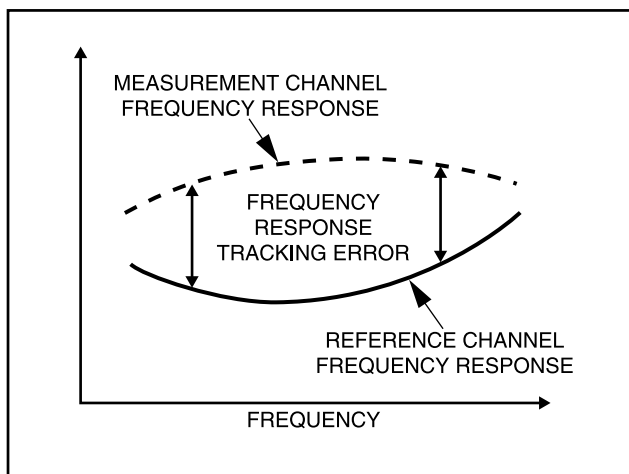 MEASUREMENT CHANNEL
FREQUENCY RESPONSE
FREQUENCY
RESPONSE
TRACKING ERROR
REFERENCE CHANNEL
FREQUENCY RESPONSE
FREQUENCY